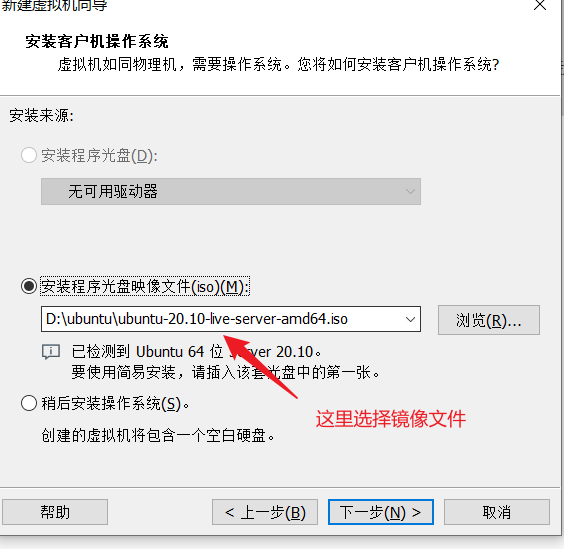 新建虚拟机向导
安装客户机操作系统
虚拟机如同物理机，需要操作系统。您将如何安装客户机操作系统?
安装来源:
安装程序光盘(D):
无可用驱动器
安装程序光盘映像文件(iso)(M):
D:\ubuntu\ubuntu-20.10-live-server-amd64.iso
浏览(R)...
已检测到 Ubuntu 64 位 Server 20.10。
要使用简易安装，请插入该套光盘中的第一张。
稍后安装操作系统(S)。
创建的虚拟机将包含一个空白硬盘。
这里选择镜像文件
帮助
< 上一步(B)
下一步(N) >
取消